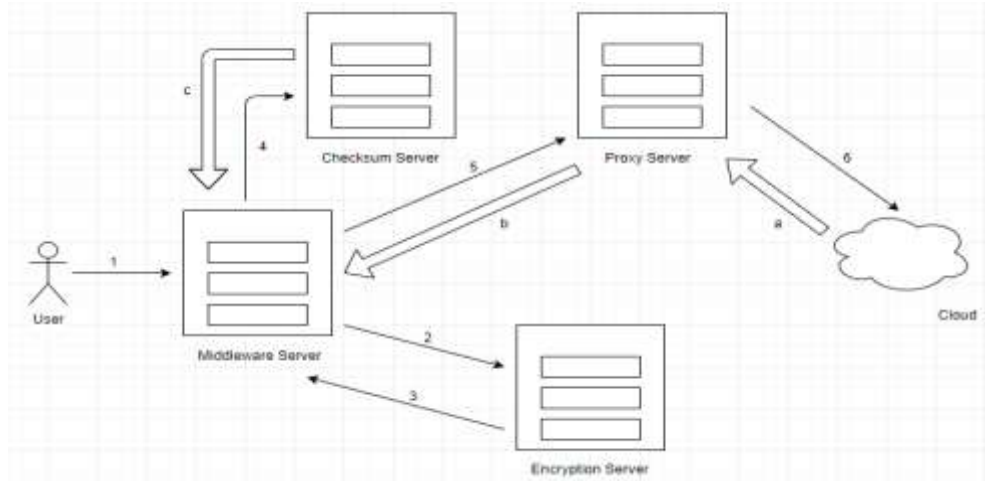 c
4
Checksum Server
5
Proxy Server
6
b
a
1
User
Cloud
2
Middleware Server
3
Encryption Server